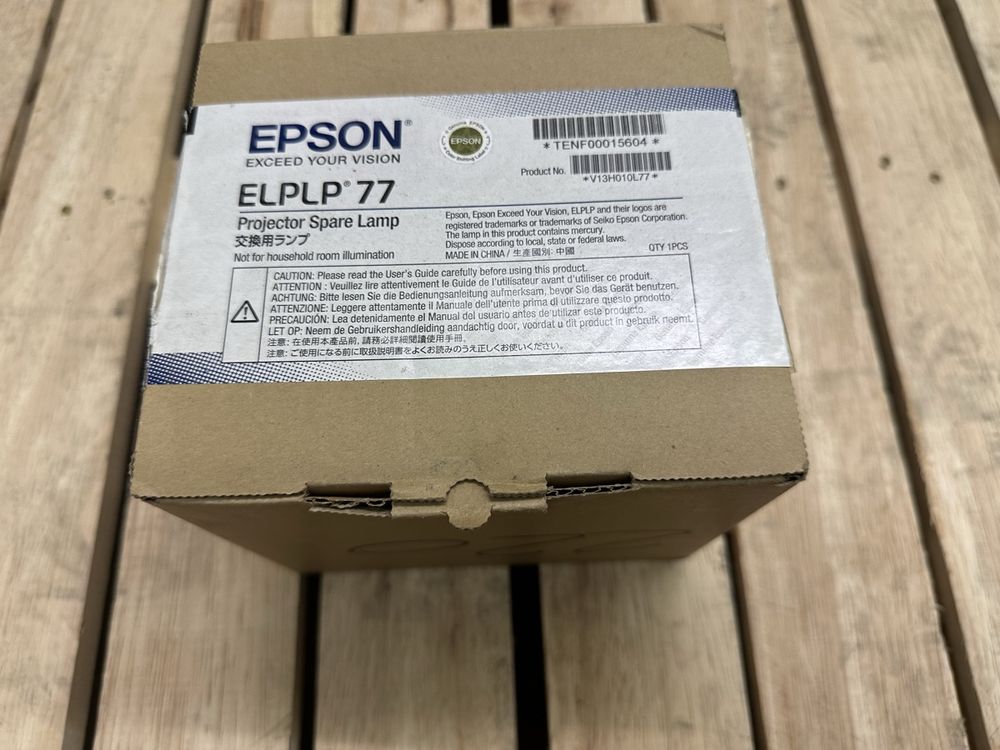 EPSON®
EXCEED YOUR VISION
Genuine EPSON
EPSON
Color Shifting Label
*TENF00015604*
Product No.
*V13H010L77*
ELPLP® 77
Projector Spare Lamp
交換用ランプ
Not for household room illumination
Epson, Epson Exceed Your Vision, ELPLP and their logos are
registered trademarks or trademarks of Seiko Epson Corporation.
The lamp in this product contains mercury.
Dispose according to local, state or federal laws.
MADE IN CHINA / 生產國別: 中國
QTY 1PCS
CAUTION: Please read the User's Guide carefully before using this product.
ATTENTION : Veuillez lire attentivement le Guide de l'utilisateur avant d'utiliser ce produit.
ACHTUNG: Bitte lesen Sie die Bedienungsanleitung aufmerksam, bevor Sie das Gerät benutzen.
ATTENZIONE: Leggere attentamente il Manuale dell'utente prima di utilizzare questo prodotto.
PRECAUCIÓN: Lea detenidamente el Manual del usuario antes de utilizar este producto.
LET OP: Neem de Gebruikershandleiding aandachtig door, voordat u dit product in gebruik neemt.
注意: 在使用本產品前, 請務必詳細閱讀使用手冊.
注意: ご使用になる前に取扱説明書をよくお読みのうえ正しくお使いください。